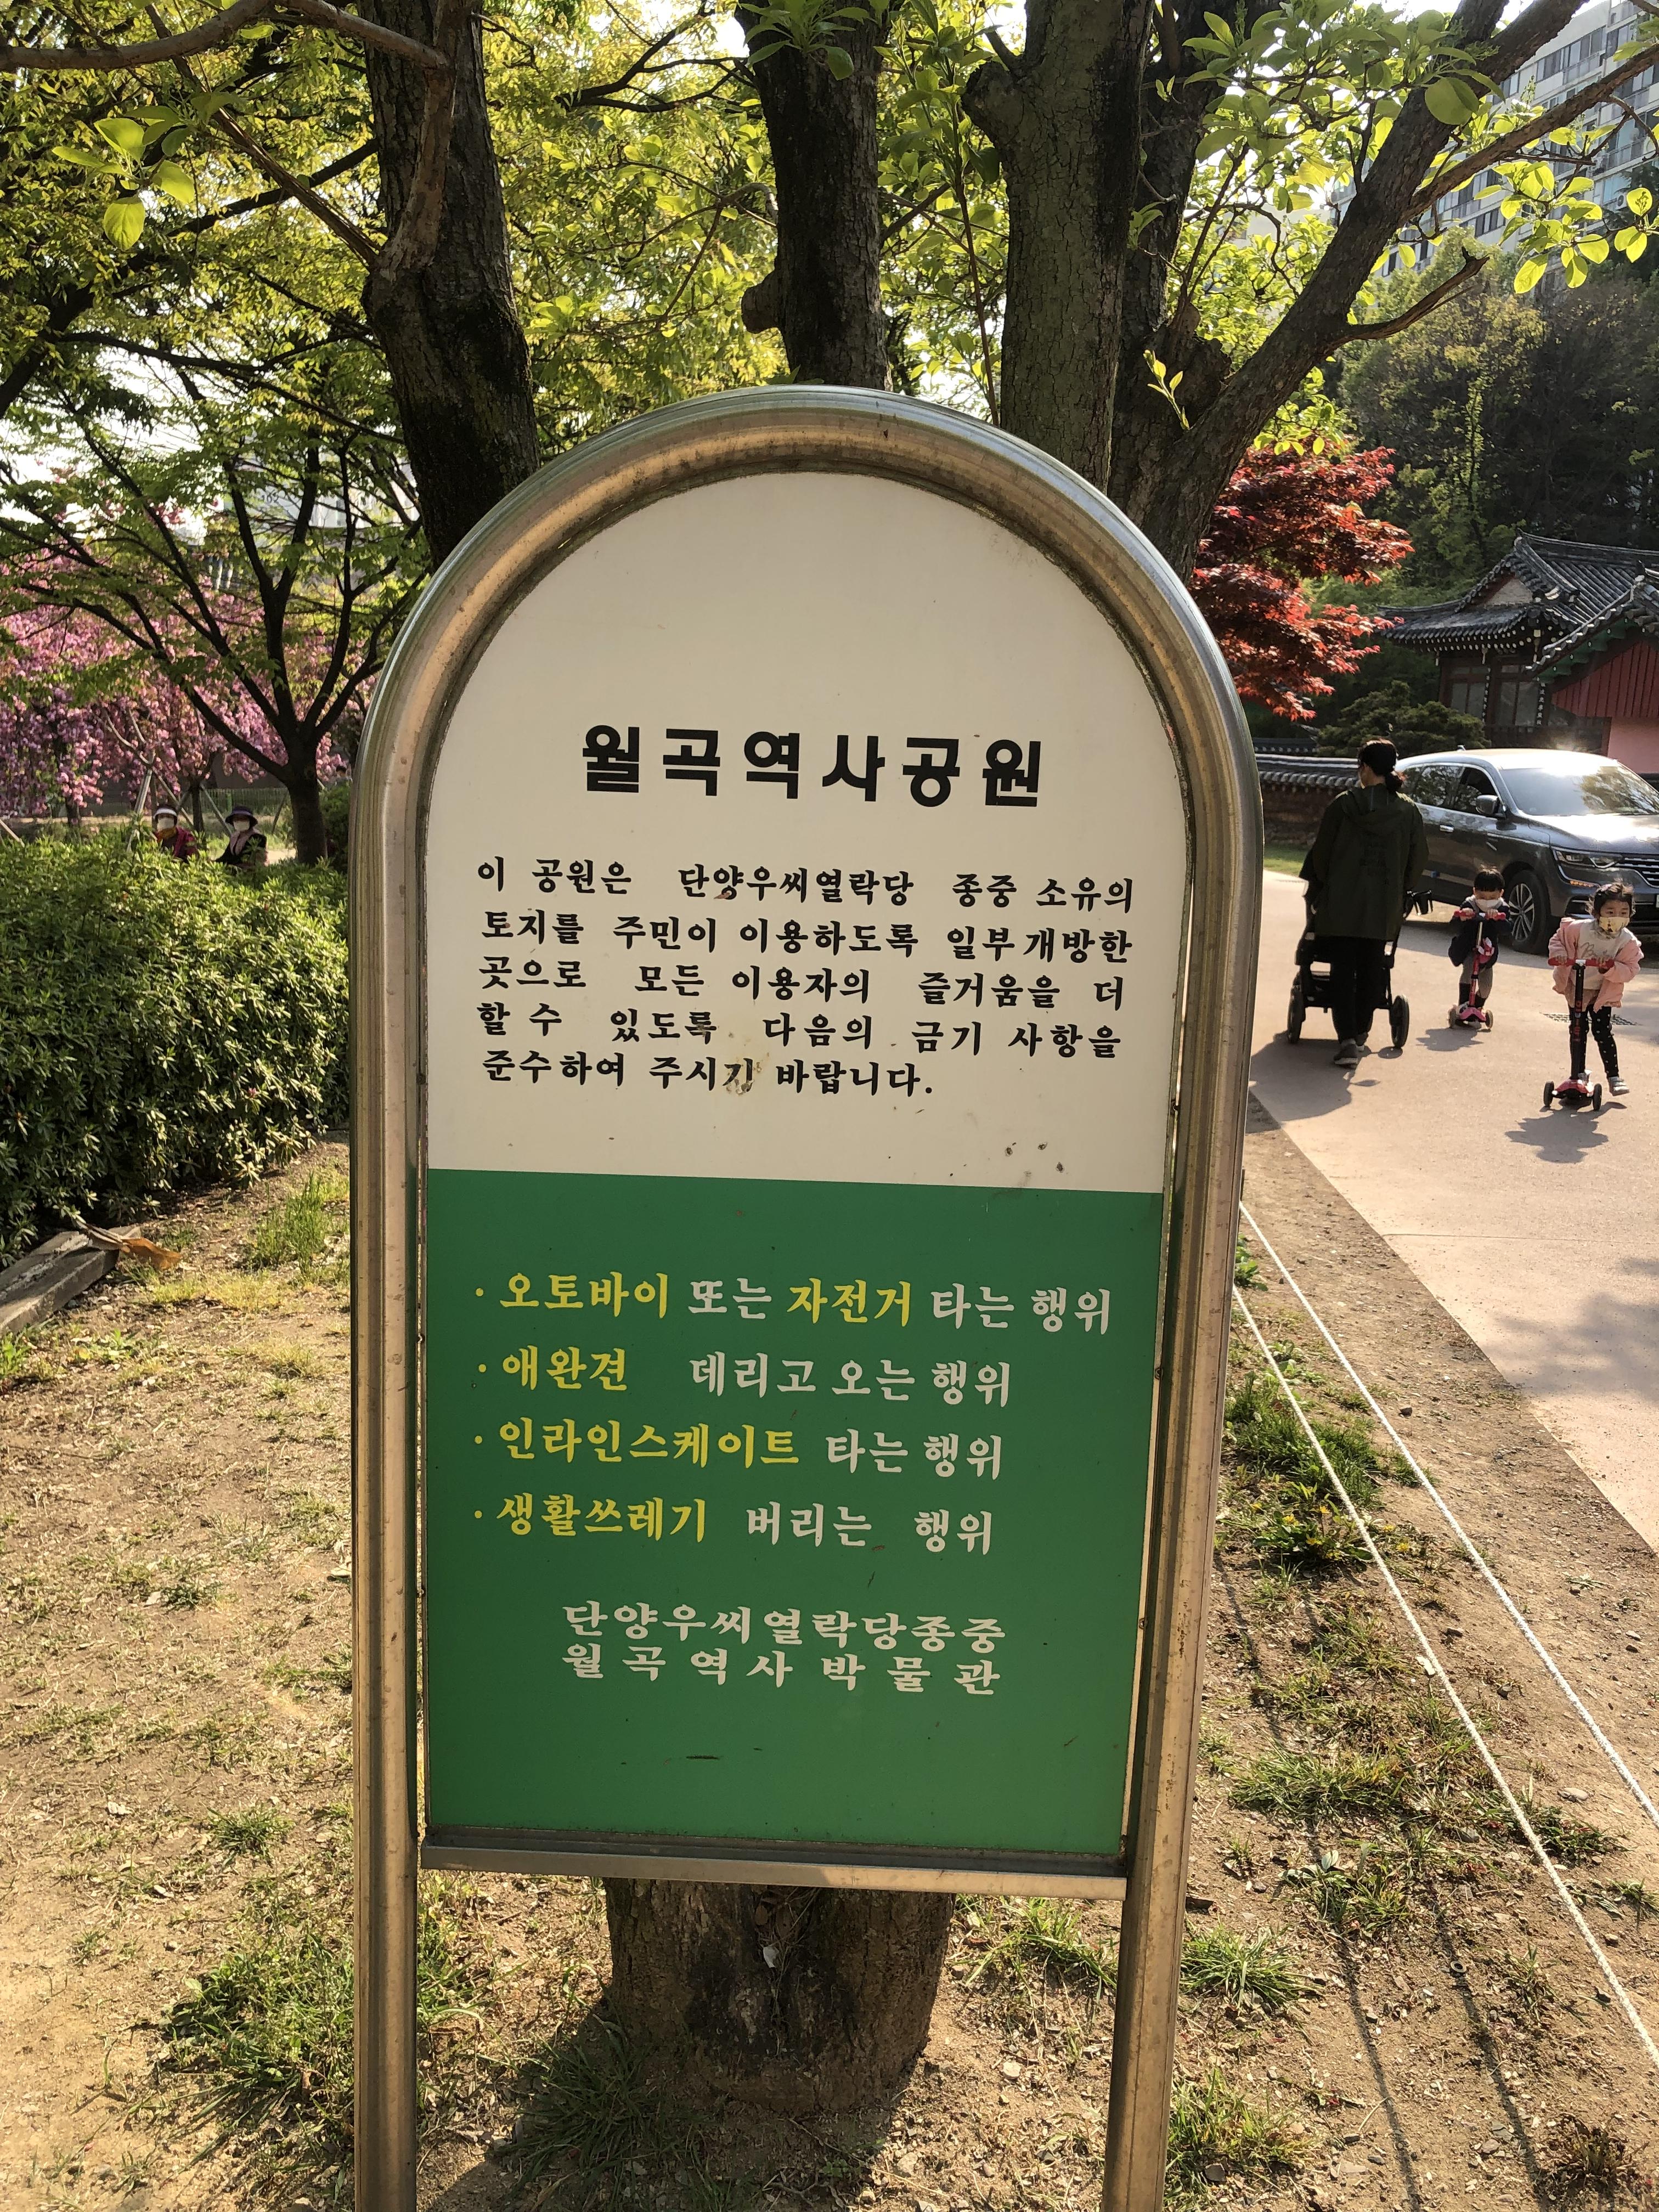 월곡역사공원
이 공원은 단양우씨열락당 종중 소유의
토지를 주민이 이용하도록 일부개방한
곳으로 모든 이용자의 즐거움을 더
할 수 있도록 다음의 금기 사항을
준수하여 주시기 바랍니다.
· 오토바이 또는 자전거 타는 행위
· 애완견 데리고 오는 행위
· 인라인스케이트 타는 행위
· 생활쓰레기 버리는 행위
단양우씨열락당종중
월곡역사박물관